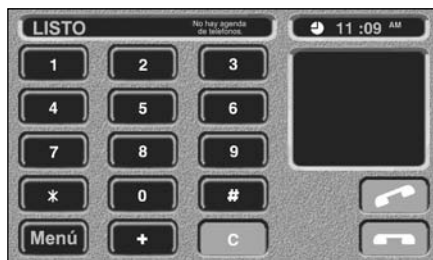 LISTO
No hay agenda
de teléfonos.
11 :09 AM
1 2 3
4 5 6
7 8 9
* 0 #
Menú + C